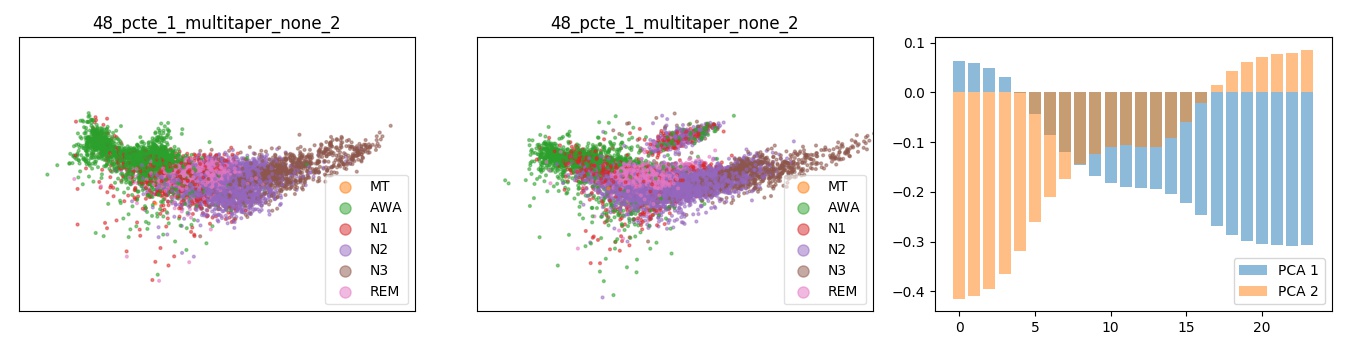 48_pcte_1_multitaper_none_2
MT
AWA
N1
N2
N3
REM
48_pcte_1_multitaper_none_2
MT
AWA
N1
N2
N3
REM
0.1
0.0
−0.1
−0.2
−0.3
−0.4
0
5
10
15
20
PCA 1
PCA 2